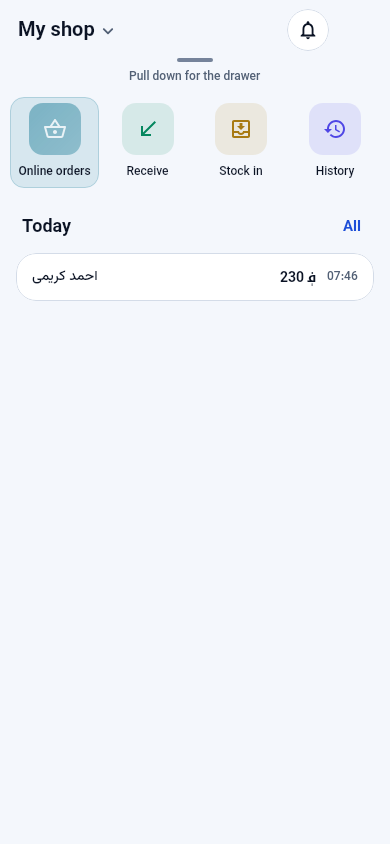 My shop
Pull down for the drawer
Online orders
Receive
Stock in
History
Today
All
احمد کریمی
230 ؋
07:46